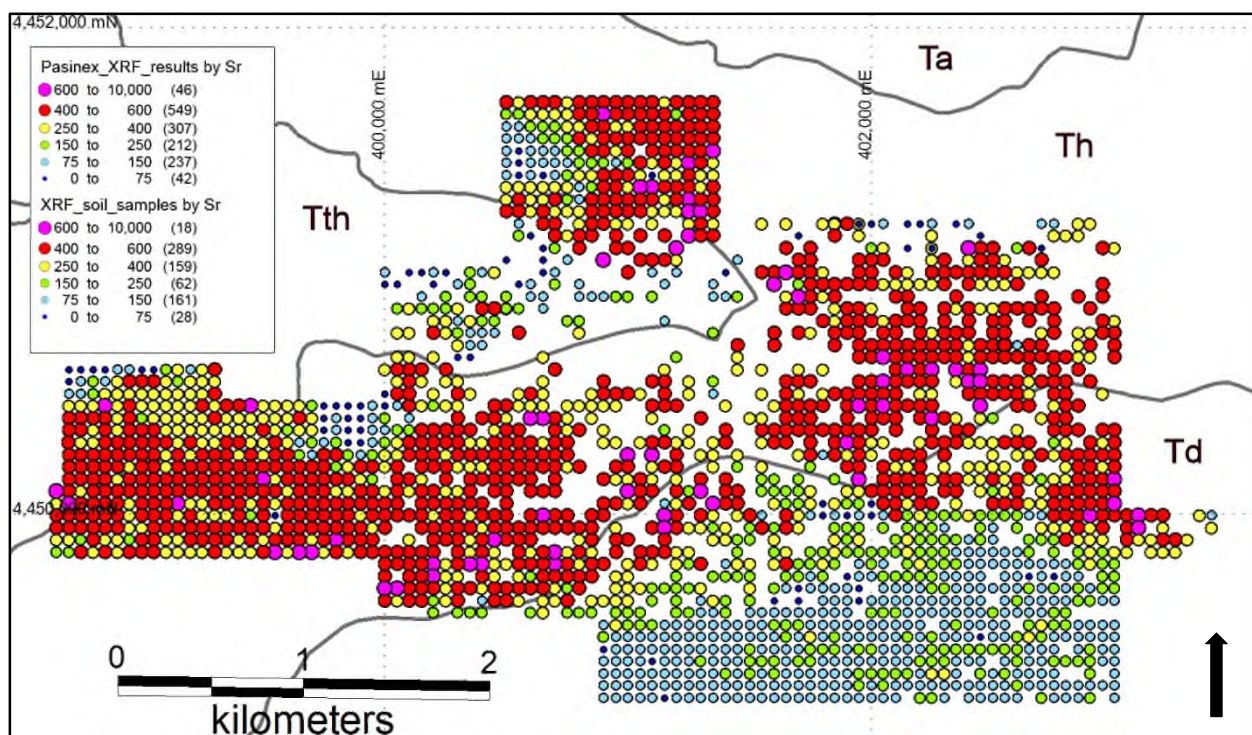 4,452,000 mN
Pasinex_XRF_results by Sr
600 to 10,000 (46)
400 to 600 (549)
250 to 400 (307)
150 to 250 (212)
75 to 150 (237)
0 to 75 (42)
XRF_soil_samples by Sr
600 to 10,000 (18)
400 to 600 (289)
250 to 400 (159)
150 to 250 (62)
75 to 150 (161)
0 to 75 (28)
400,000 mE
402,000 mE
Ta
Th
Tth
Td
4,450,000 mN
0 1 2
kilometers